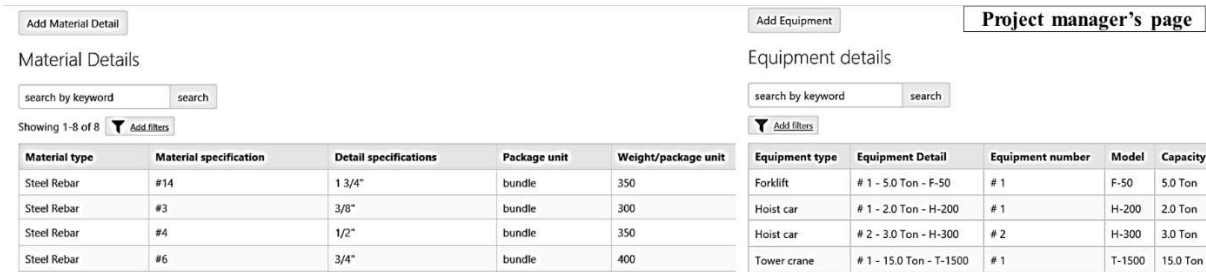 Add Material Detail
Material Details
search by keyword search
Showing 1-8 of 8 Add filters
Material type Material specification Detail specifications Package unit Weight/package unit
Steel Rebar #14 1 3/4" bundle 350
Steel Rebar #3 3/8" bundle 300
Steel Rebar #4 1/2" bundle 350
Steel Rebar #6 3/4" bundle 400
Add Equipment
Project manager's page
Equipment details
search by keyword search
Add filters
Equipment type Equipment Detail Equipment number Model Capacity
Forklift # 1 - 5.0 Ton - F-50 # 1 F-50 5.0 Ton
Hoist car # 1 - 2.0 Ton - H-200 # 1 H-200 2.0 Ton
Hoist car # 2 - 3.0 Ton - H-300 # 2 H-300 3.0 Ton
Tower crane # 1 - 15.0 Ton - T-1500 # 1 T-1500 15.0 Ton